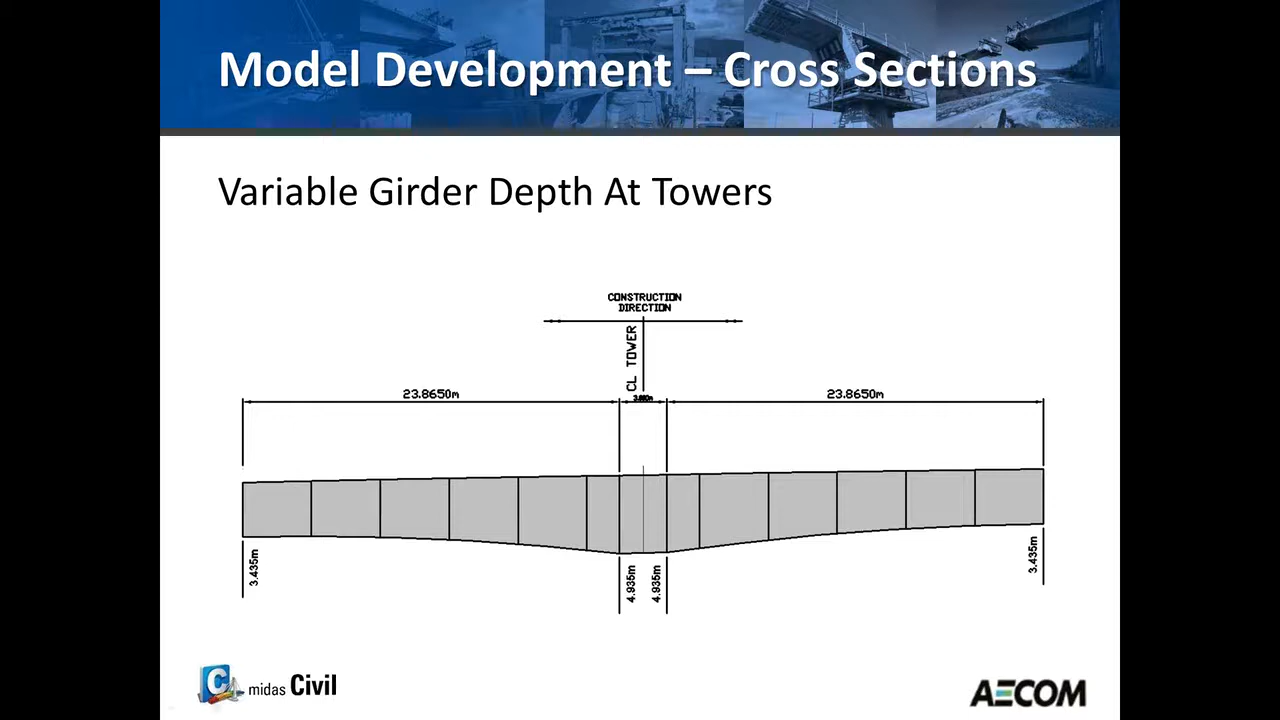 Model Development – Cross Sections
Variable Girder Depth At Towers
CONSTRUCTION
DIRECTION
CL TOWER
23.8650m
23.8650m
3.435m
4.935m
4.935m
3.435m
midas Civil
AECOM